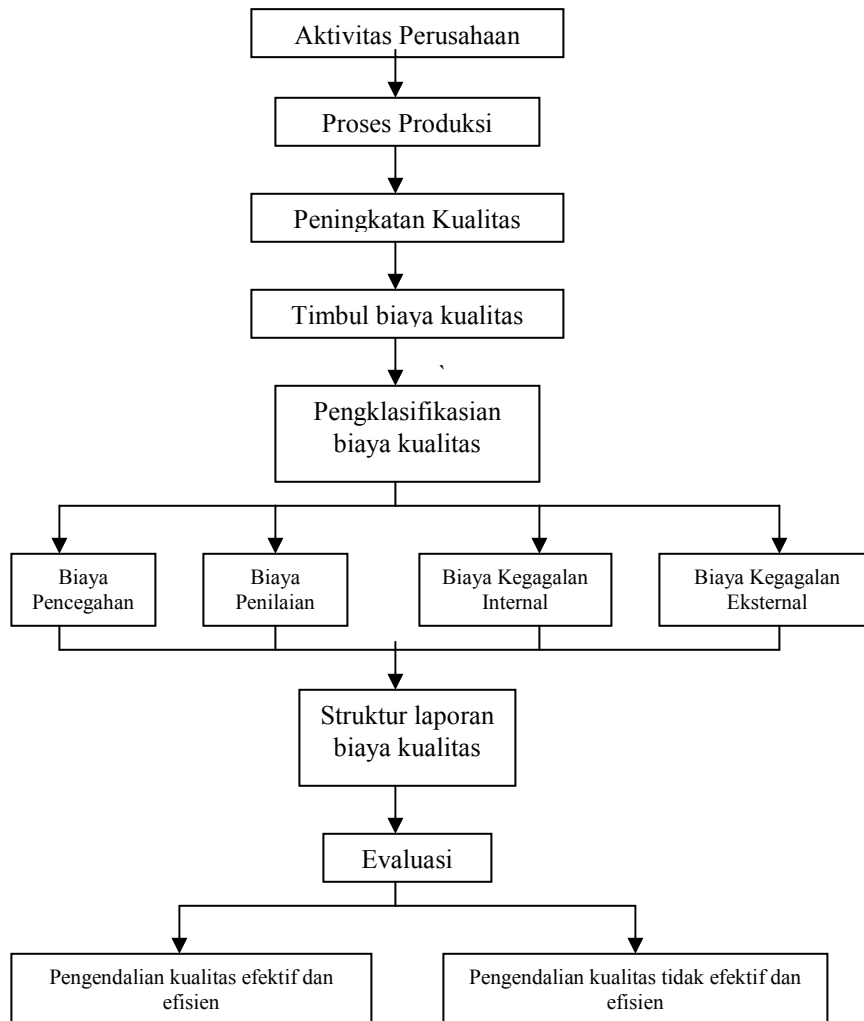 Aktivitas Perusahaan
Proses Produksi
Peningkatan Kualitas
Timbul biaya kualitas
`
Pengklasifikasian
biaya kualitas
Biaya
Pencegahan
Biaya
Penilaian
Biaya Kegagalan
Internal
Biaya Kegagalan
Eksternal
Struktur laporan
biaya kualitas
Evaluasi
Pengendalian kualitas efektif dan
efisien
Pengendalian kualitas tidak efektif dan
efisien